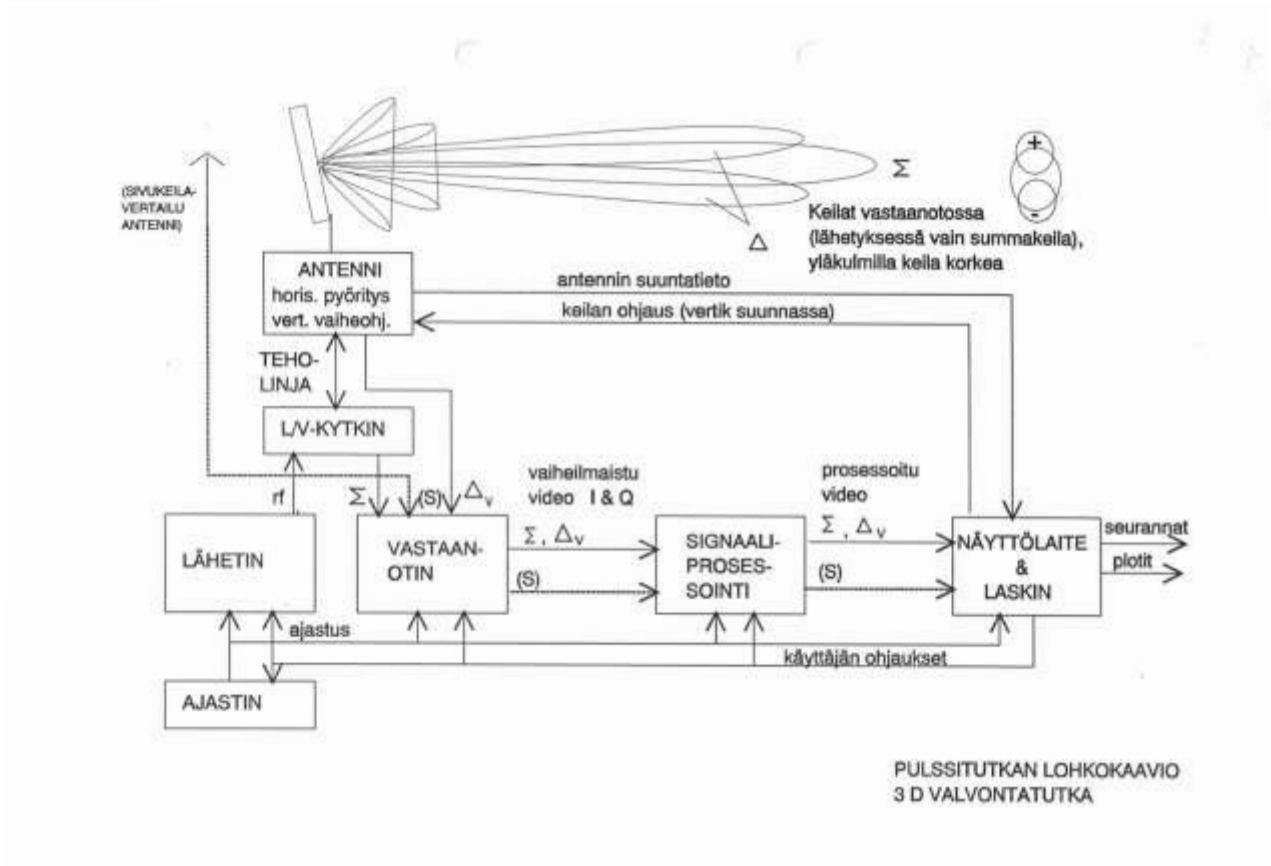 (SIVUKEILA-
VERTAILU
ANTENNI)
Σ
+
-
Δ
Keilat vastaanotossa
(lähetyksessä vain summakeila),
yläkulmilla keila korkea
ANTENNI
horis. pyöritys
vert. vaiheohj.
antennin suuntatieto
keilan ohjaus (vertik suunnassa)
TEHO-
LINJA
L/V-KYTKIN
rf
Σ
(S)
Δv
vaiheilmaistu
video I & Q
prosessoitu
video
LÄHETIN
VASTAAN-
OTIN
Σ, Δv
(S)
SIGNAALI-
PROSES-
SOINTI
Σ, Δv
(S)
NÄYTTÖLAITE
&
LASKIN
seurannat
plotit
ajastus
käyttäjän ohjaukset
AJASTIN
PULSSITUTKAN LOHKOKAAVIO
3 D VALVONTATUTKA